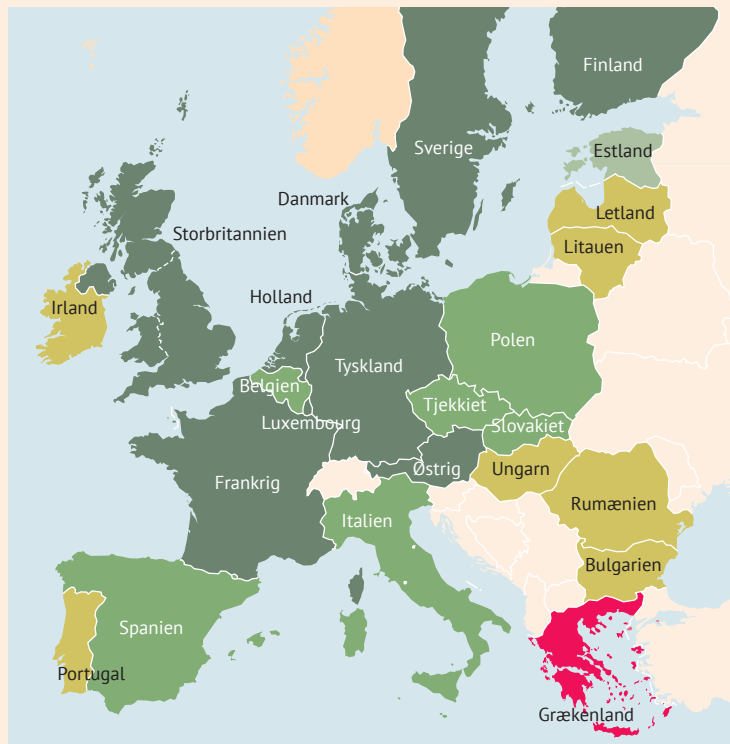 Finland
Sverige
Estland
Danmark
Letland
Storbritannien
Litauen
Holland
Irland
Polen
Tyskland
Belgien
Tjekkiet
Luxembourg
Slovakiet
Østrig
Ungarn
Frankrig
Rumænien
Italien
Bulgarien
Spanien
Portugal
Grækenland